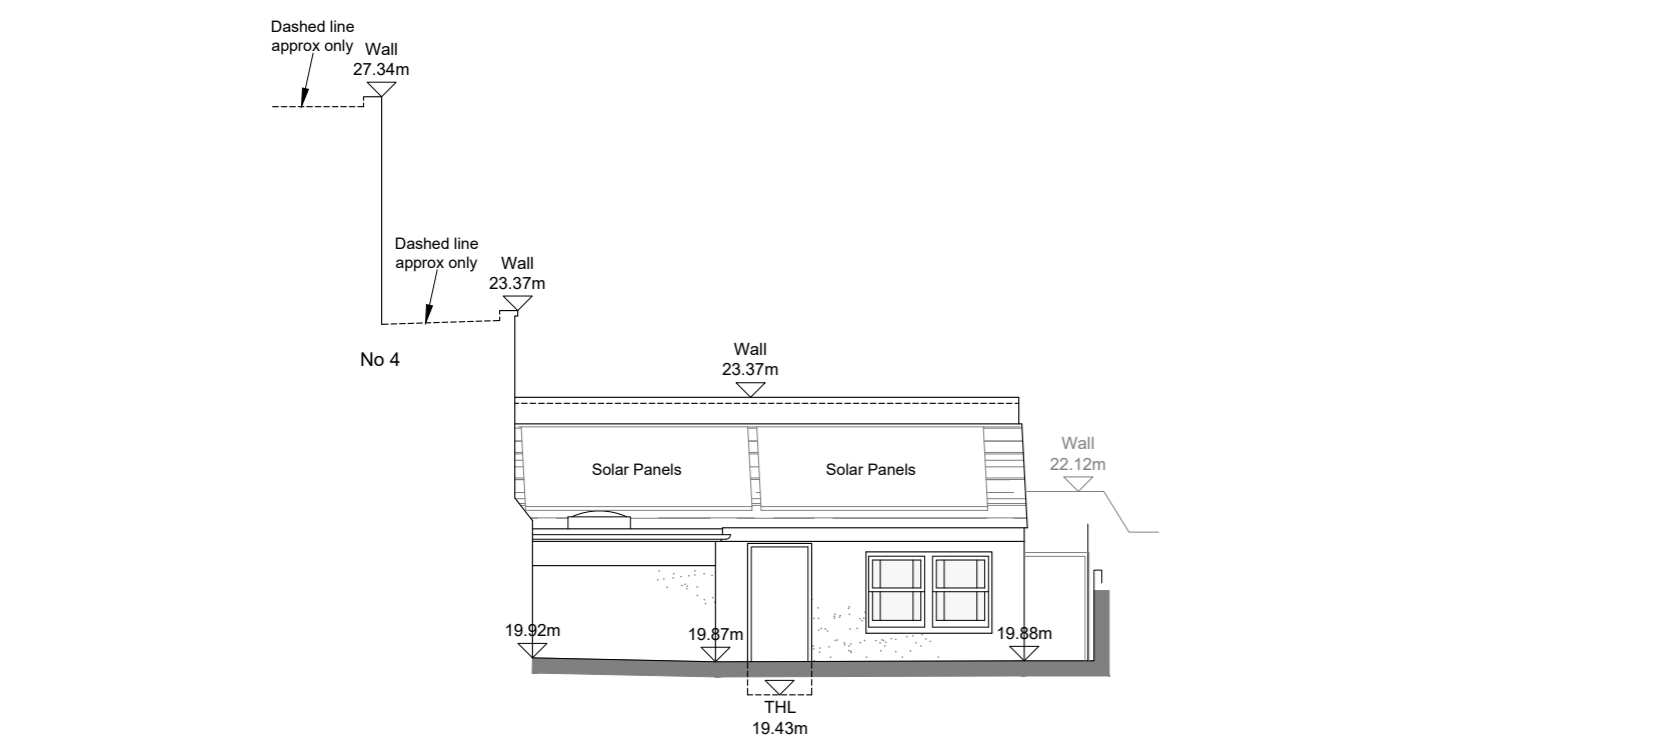 Dashed line
approx only
Wall
27.34m
Dashed line
approx only
Wall
23.37m
No 4
Wall
23.37m
Wall
22.12m
Solar Panels
Solar Panels
19.92m
19.87m
19.88m
THL
19.43m